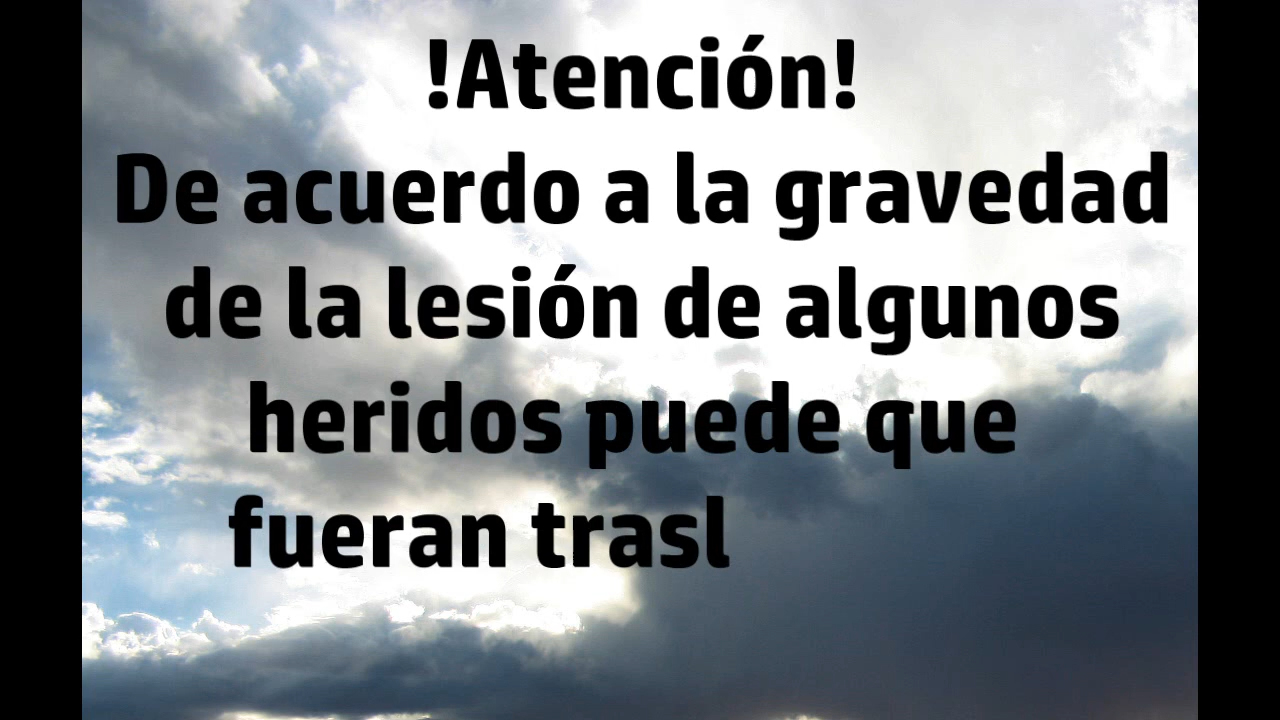 !Atención!
De acuerdo a la gravedad
de la lesión de algunos
heridos puede que
fueran trasl